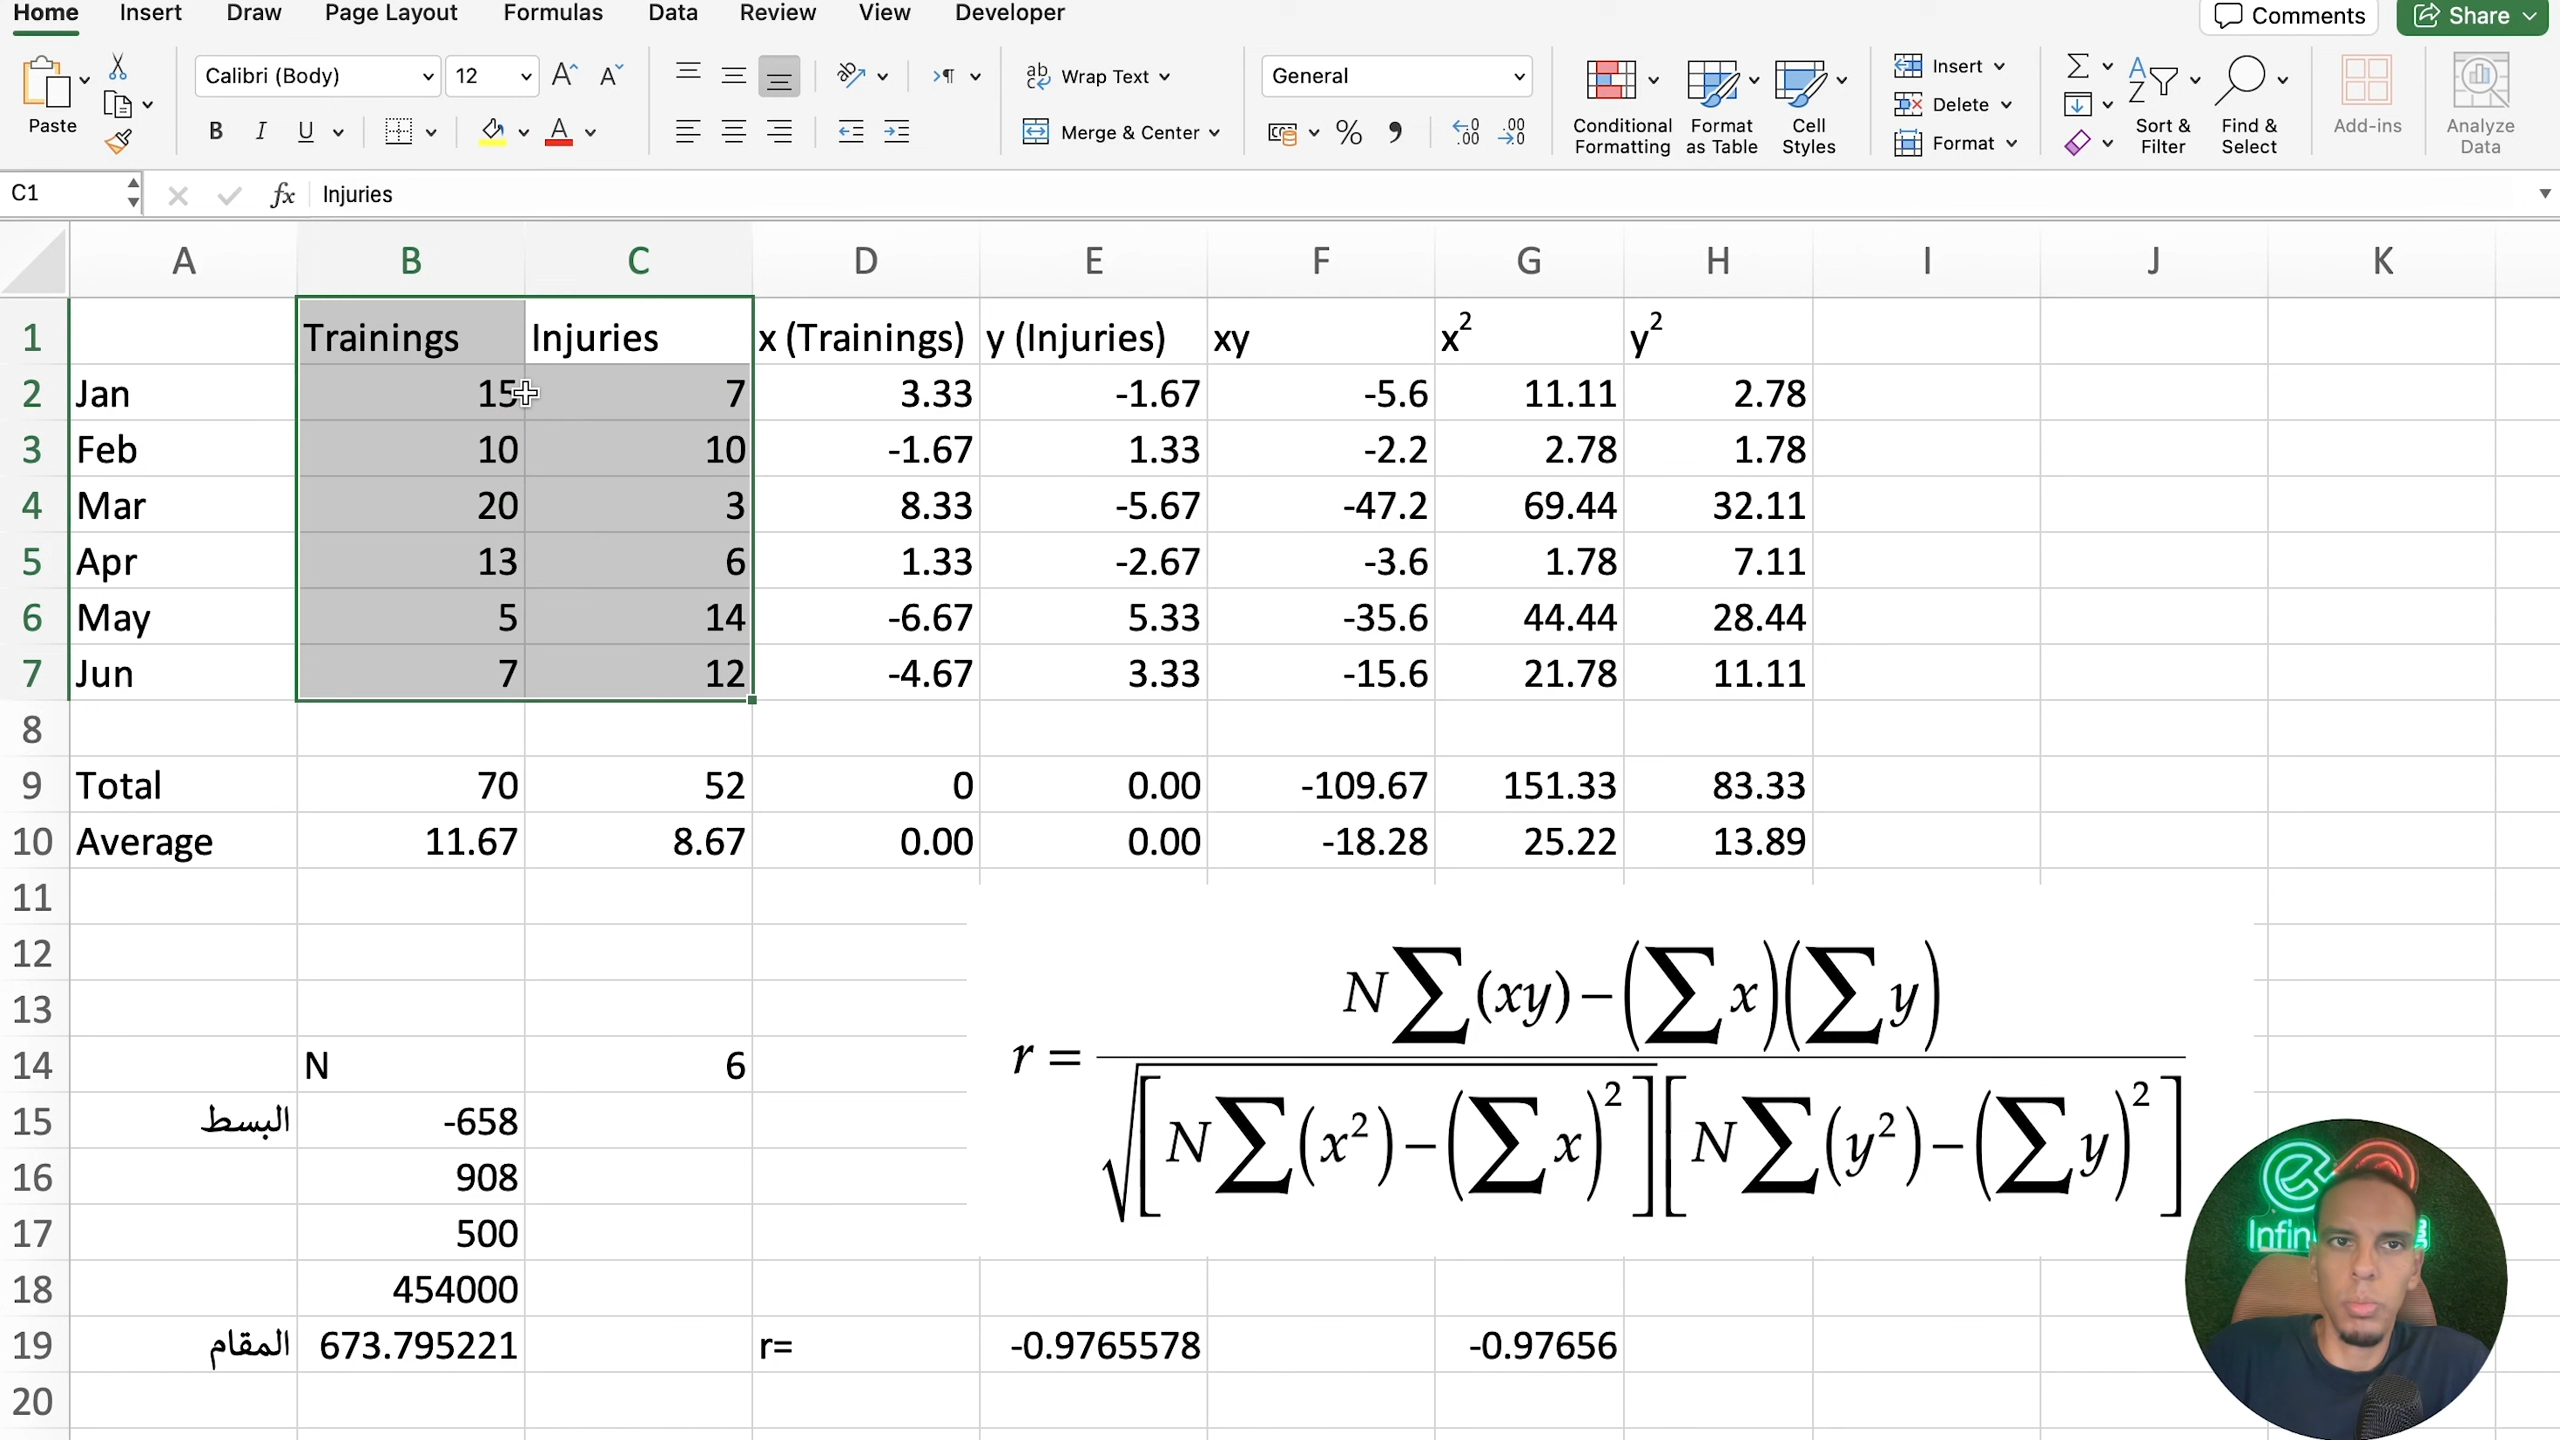 Home Insert Draw Page Layout Formulas Data Review View Developer Comments Share
Calibri (Body) 12 Wrap Text General Insert
Delete
Paste B I U Merge & Center % Conditional Formatting Format as Table Cell Styles Format Sort & Filter Find & Select Add-ins Analyze Data
C1 fx Injuries
A B C D E F G H I J K
1 Trainings Injuries x (Trainings) y (Injuries) xy x² y²
2 Jan 15 7 3.33 -1.67 -5.6 11.11 2.78
3 Feb 10 10 -1.67 1.33 -2.2 2.78 1.78
4 Mar 20 3 8.33 -5.67 -47.2 69.44 32.11
5 Apr 13 6 1.33 -2.67 -3.6 1.78 7.11
6 May 5 14 -6.67 5.33 -35.6 44.44 28.44
7 Jun 7 12 -4.67 3.33 -15.6 21.78 11.11
8
9 Total 70 52 0 0.00 -109.67 151.33 83.33
10 Average 11.67 8.67 0.00 0.00 -18.28 25.22 13.89
11
12
13
r = N∑(xy)−(∑x)(∑y) / √[N∑(x²)−(∑x)²][N∑(y²)−(∑y)²]
14 N 6
15 البسط -658
16 908
17 500
18 454000
19 المقام 673.795221 r= -0.9765578 -0.97656
20